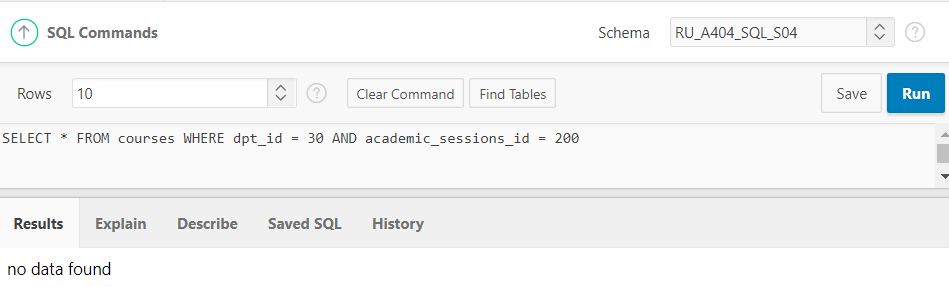 SQL Commands Schema RU_A404_SQL_S04 ?
Rows 10 ? Clear Command Find Tables Save Run
SELECT * FROM courses WHERE dpt_id = 30 AND academic_sessions_id = 200
Results Explain Describe Saved SQL History
no data found